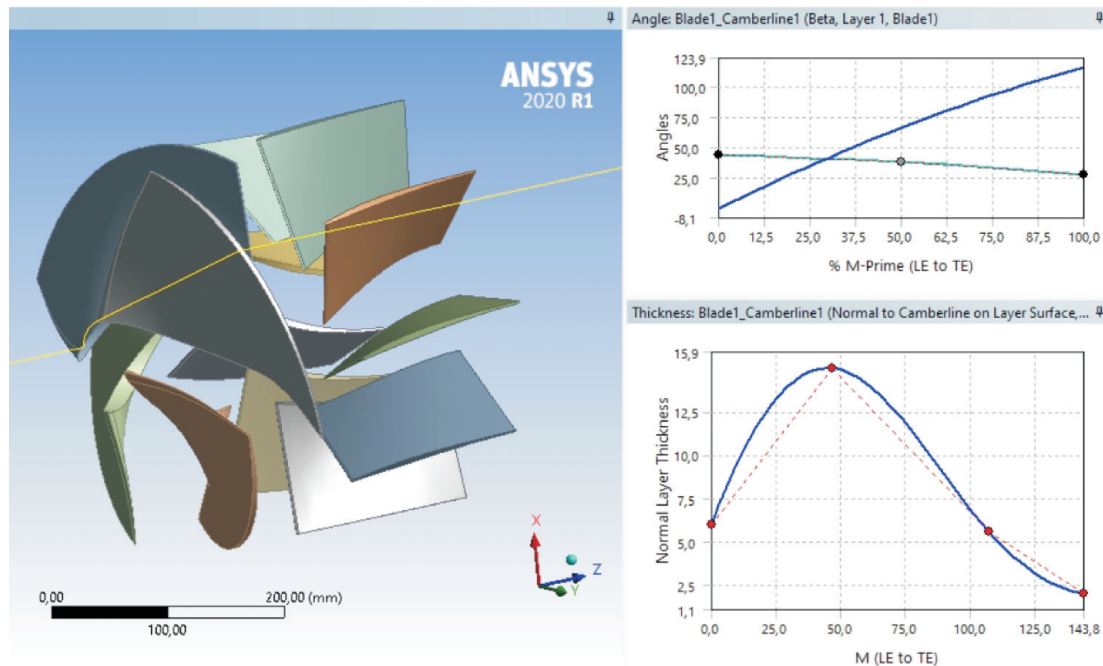 ANSYS
2020 R1
0,00
200,00 (mm)
100,00
X
Z
Y
Angle: Blade1_Camberline1 (Beta, Layer 1, Blade1)
123,9
100,0
75,0
50,0
25,0
-8,1
Angles
0,0 12,5 25,0 37,5 50,0 62,5 75,0 87,5 100,0
% M-Prime (LE to TE)
Thickness: Blade1_Camberline1 (Normal to Camberline on Layer Surface,...
15,9
12,5
10,0
7,5
5,0
2,5
1,1
Normal Layer Thickness
0,0 25,0 50,0 75,0 100,0 143,8
M (LE to TE)